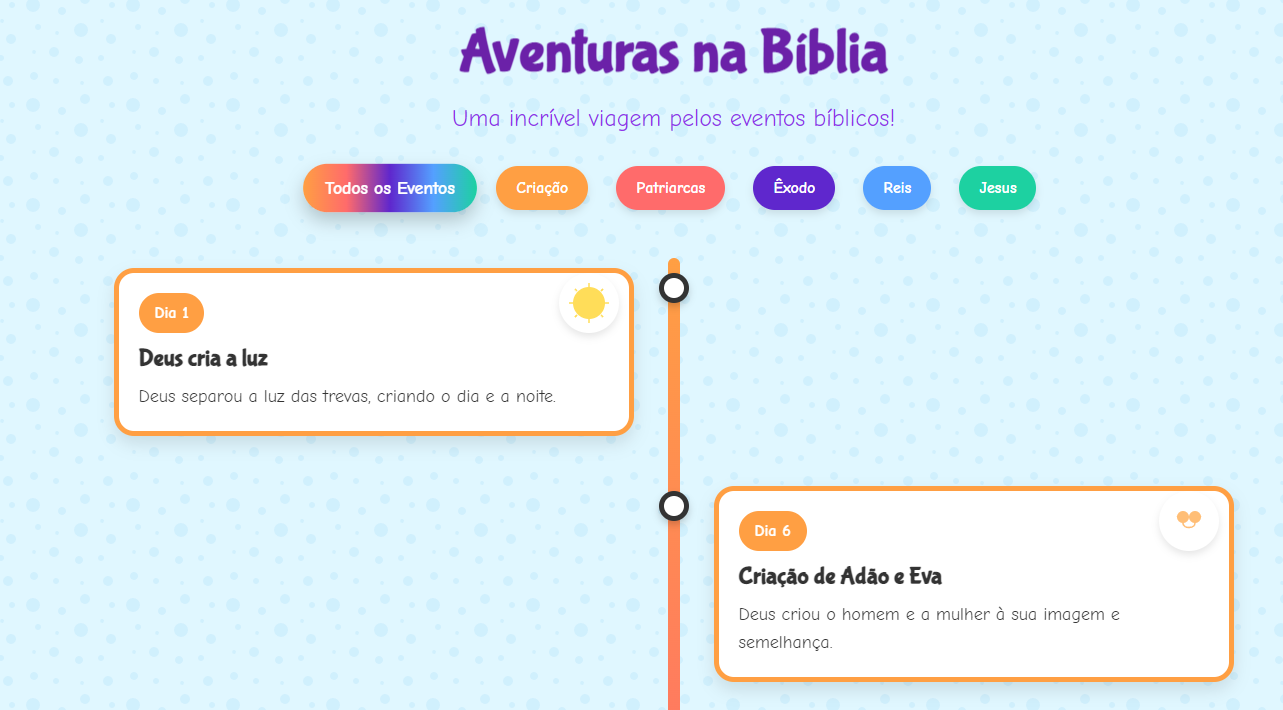 Aventuras na Bíblia
Uma incrível viagem pelos eventos bíblicos!
Todos os Eventos
Criação
Patriarcas
Êxodo
Reis
Jesus
Dia 1
Deus cria a luz
Deus separou a luz das trevas, criando o dia e a noite.
Dia 6
Criação de Adão e Eva
Deus criou o homem e a mulher à sua imagem e
semelhança.